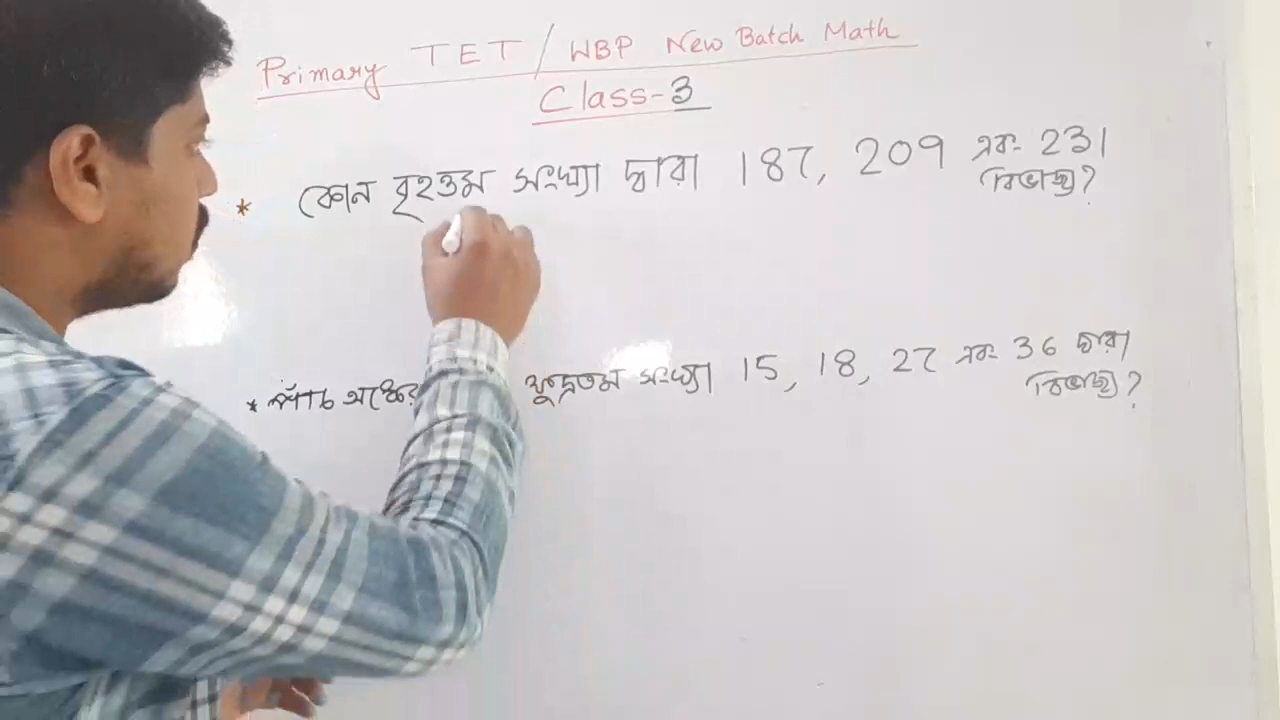 Primary TET / WBP New Batch Math
Class-3
* কোন বৃহত্তম সংখ্যা দ্বারা 187, 209 এবং 231
বিভাজ্য?
* পাঁচ অঙ্কের ক্ষুদ্রতম সংখ্যা 15, 18, 27 এবং 36 দ্বারা
বিভাজ্য?